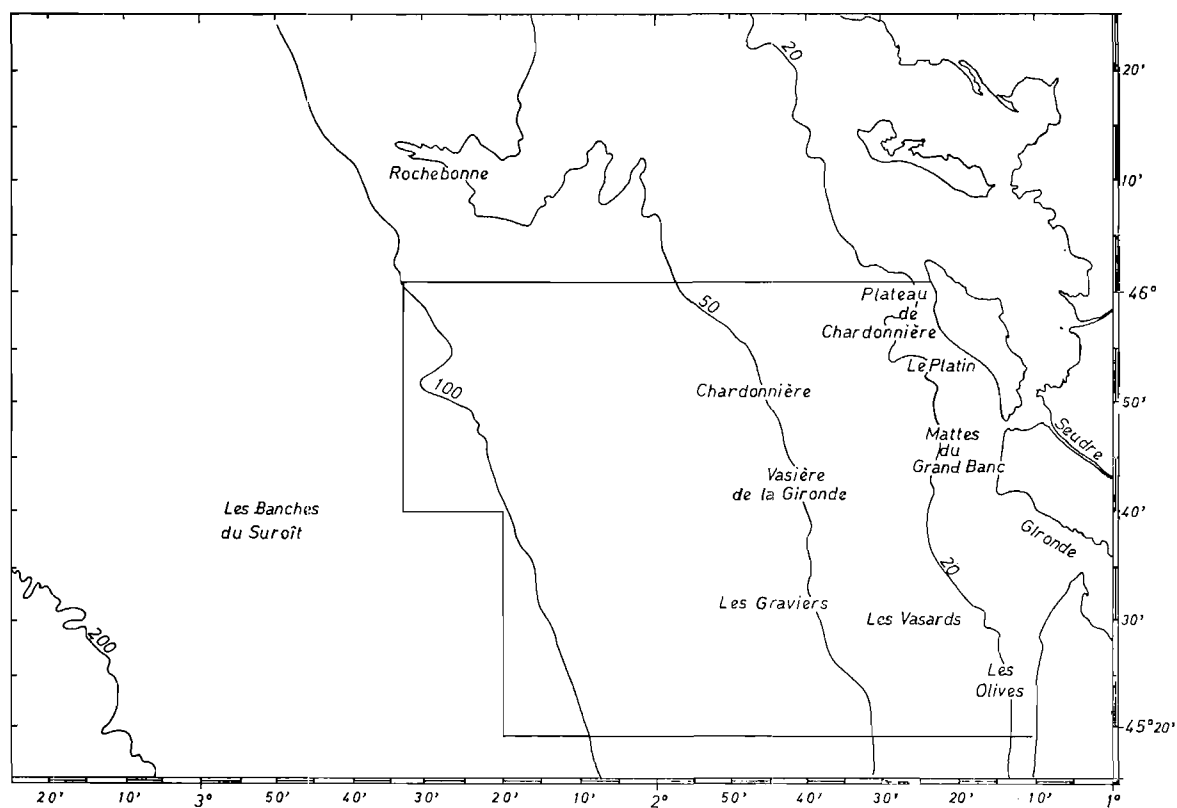 20
20'
Rochebonne
10'
Plateau
de
Chardonnière
46°
50
Le Platin
100
Chardonnière
50'
Mattes
du
Grand Banc
Seudre
Vasière
de la Gironde
Les Banches
du Suroît
40'
Gironde
20
Les Graviers
Les Vasards
30'
200
Les
Olives
45°20'
20'
10'
3°
50'
40'
30'
20'
10'
2°
50'
40'
30'
20'
10'
1°